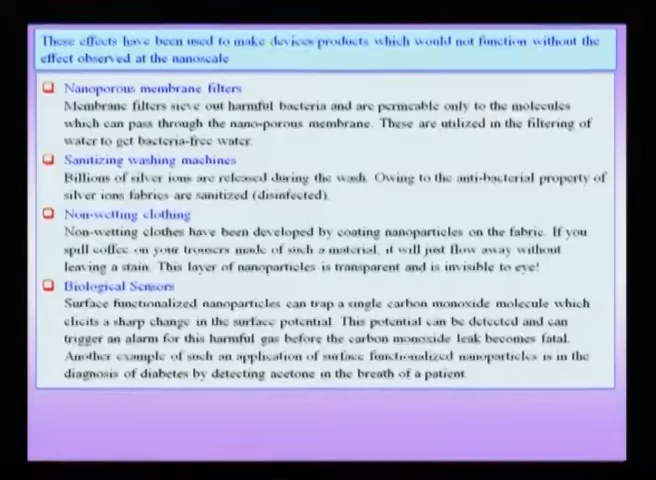 These effects have been used to make devices/products which would not function without the
effect observed at the nanoscale
Nanoporous membrane filters
Membrane filters sieve out harmful bacteria and are permeable only to the molecules
which can pass through the nano-porous membrane. These are utilized in the filtering of
water to get bacteria-free water.
Sanitizing washing machines
Billions of silver ions are released during the wash. Owing to the anti-bacterial property of
silver ions fabrics are sanitized (disinfected).
Non-wetting clothing
Non-wetting clothes have been developed by coating nanoparticles on the fabric. If you
spill coffee on your trousers made of such a material, it will just flow away without
leaving a stain. This layer of nanoparticles is transparent and is invisible to eye!
Biological Sensors
Surface functionalized nanoparticles can trap a single carbon monoxide molecule which
elicits a sharp change in the surface potential. This potential can be detected and can
trigger an alarm for this harmful gas before the carbon monoxide leak becomes fatal.
Another example of such an application of surface functionalized nanoparticles is in the
diagnosis of diabetes by detecting acetone in the breath of a patient.